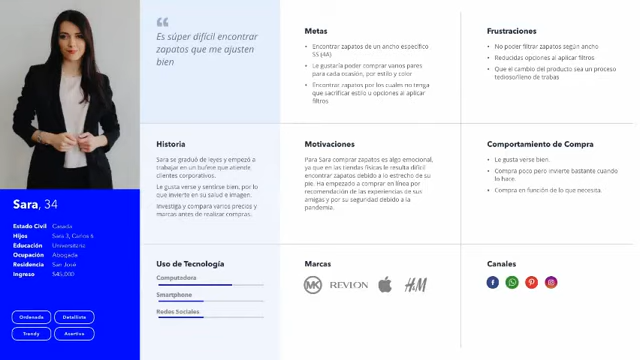 Sara, 34
Estado Civil Casada
Hijos Sara 3, Carlos 6
Educación Universitario
Ocupación Abogada
Residencia San José
Ingreso $45,000
Ordenada
Detallista
Trendy
Asertiva
Es súper difícil encontrar
zapatos que me ajusten
bien
Metas
• Encontrar zapatos de un ancho específico
SS (4A)
• Le gustaría poder comprar varios pares
para cada ocasión, por estilo y color
• Encontrar zapatos por los cuales no tenga
que sacrificar estilo u opciones al aplicar
filtros
Frustraciones
• No poder filtrar zapatos según ancho
• Reducidas opciones al aplicar filtros
• Que el cambio del producto sea un proceso
tedioso/lleno de trabas
Historia
Sara se graduó de leyes y empezó a
trabajar en un bufete que atiende
clientes corporativos.
Le gusta verse y sentirse bien, por lo
que invierte en su salud e imagen.
Investiga y compara varios precios y
marcas antes de realizar compras.
Motivaciones
Para Sara comprar zapatos es algo emocional,
ya que en las tiendas físicas le resulta difícil
encontrar zapatos debido a lo estrecho de su
pie. Ha empezado a comprar en línea por
recomendación de las experiencias de sus
amigas y por su seguridad debido a la
pandemia.
Comportamiento de Compra
• Le gusta verse bien.
• Compra poco pero invierte bastante cuando
lo hace.
• Compra en función de lo que necesita.
Uso de Tecnología
Computadora
Smartphone
Redes Sociales
Marcas
MK REVLON H&M
Canales